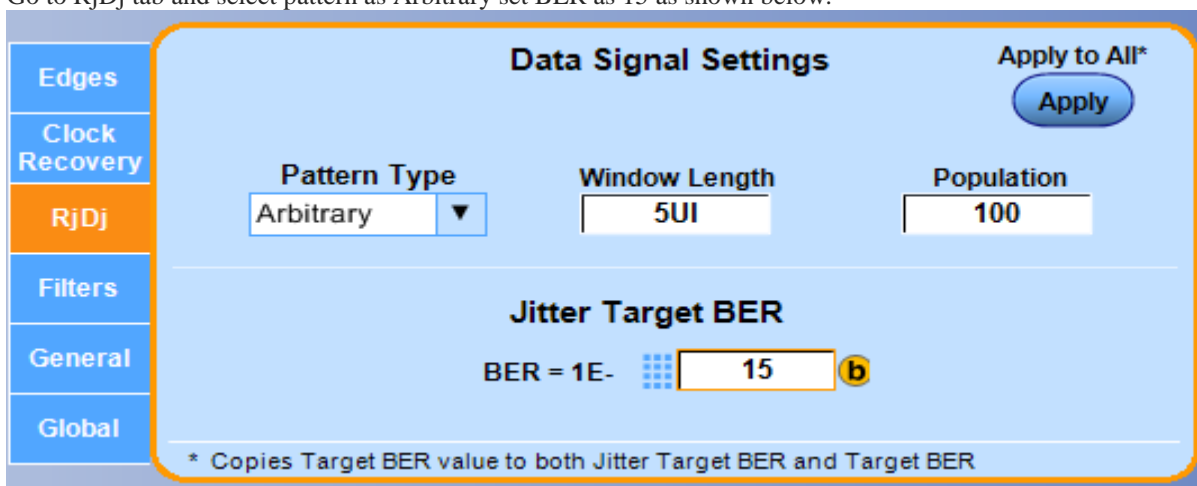 Go to RjDj tab and select pattern as Arbitrary set BER as 15 as shown below.
Data Signal Settings
Apply to All*
Apply
Edges
Clock
Recovery
RjDj
Filters
General
Global
Pattern Type
Arbitrary
Window Length
5UI
Population
100
Jitter Target BER
BER = 1E-
15
b
* Copies Target BER value to both Jitter Target BER and Target BER